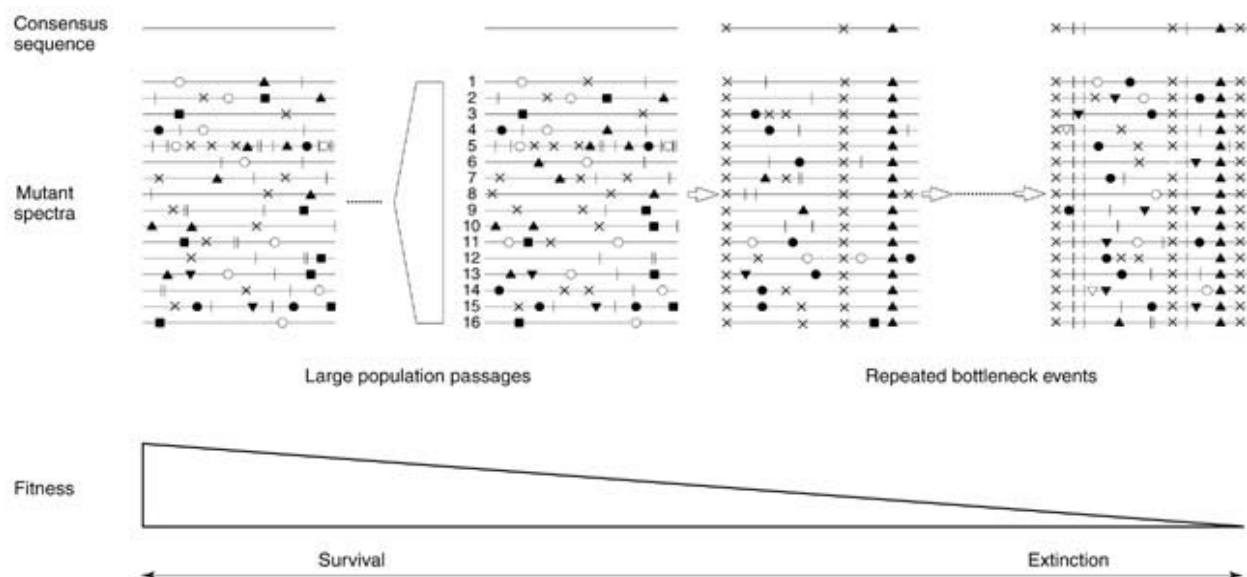 Consensus
sequence
Mutant
spectra
1
2
3
4
5
6
7
8
9
10
11
12
13
14
15
16
Large population passages
Repeated bottleneck events
Fitness
Survival
Extinction